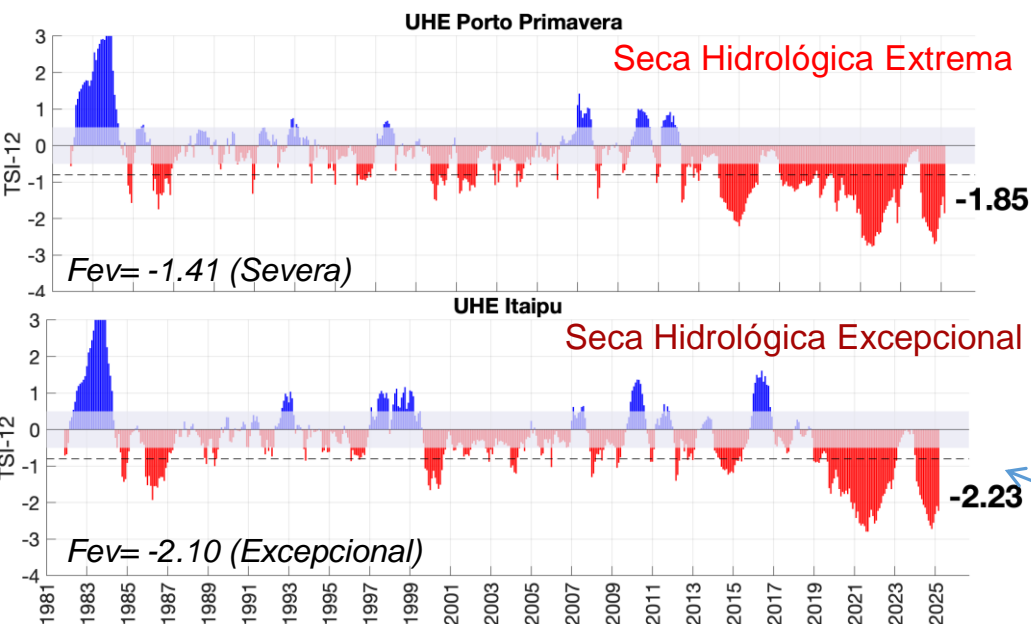 UHE Porto Primavera
Seca Hidrológica Extrema
3
2
1
0
-1
-2
-3
-4
TSI-12
-1.85
Fev= -1.41 (Severa)
UHE Itaipu
Seca Hidrológica Excepcional
3
2
1
0
-1
-2
-3
-4
TSI-12
-2.23
Fev= -2.10 (Excepcional)
1981 1983 1985 1987 1989 1991 1993 1995 1997 1999 2001 2003 2005 2007 2009 2011 2013 2015 2017 2019 2021 2023 2025